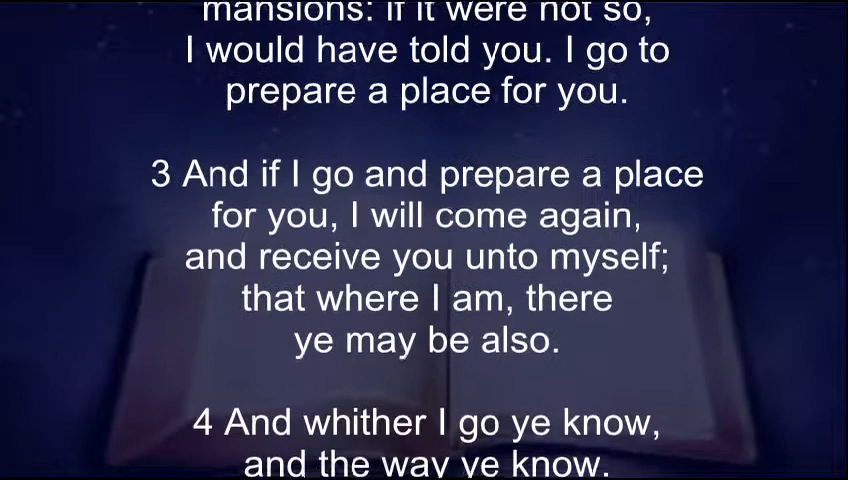 mansions: if it were not so,
I would have told you. I go to
prepare a place for you.
3 And if I go and prepare a place
for you, I will come again,
and receive you unto myself;
that where I am, there
ye may be also.
4 And whither I go ye know,
and the way ye know.